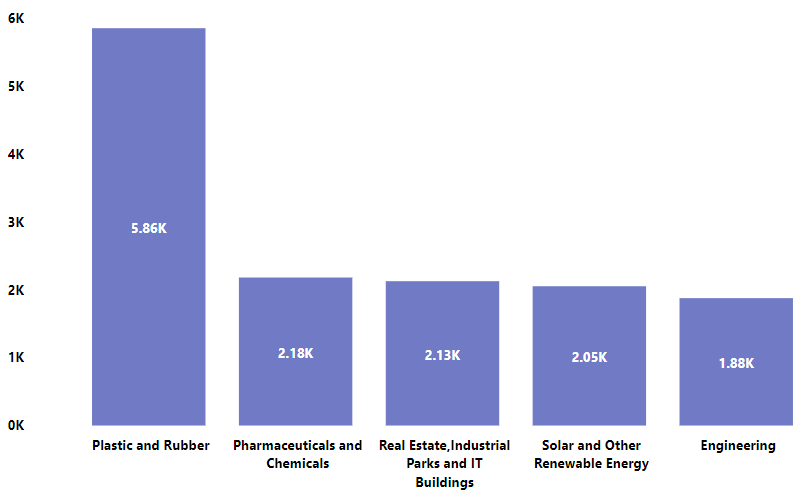 6K
5K
4K
3K
2K
1K
0K
5.86K
2.18K
2.13K
2.05K
1.88K
Plastic and Rubber
Pharmaceuticals and
Chemicals
Real Estate,Industrial
Parks and IT
Buildings
Solar and Other
Renewable Energy
Engineering